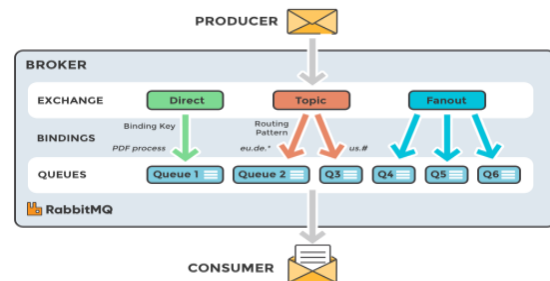 PRODUCER
BROKER
EXCHANGE
Direct
Topic
Fanout
BINDINGS
Binding Key
PDF process
Routing
Pattern
eu.de.*
us.#
QUEUES
Queue 1
Queue 2
Q3
Q4
Q5
Q6
RabbitMQ
CONSUMER